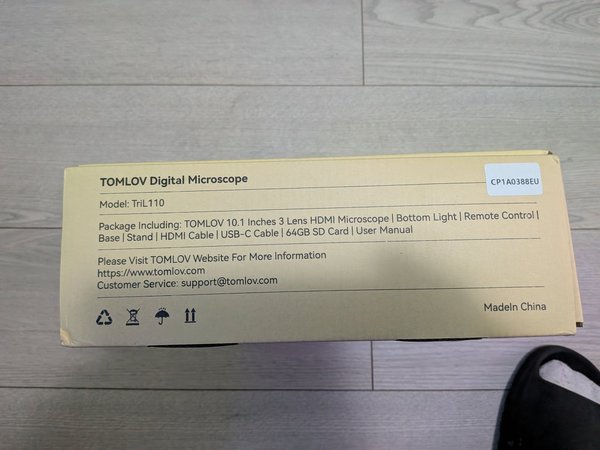 TOMLOV Digital Microscope
CP1A0388EU
Model: TriL110
Package Including: TOMLOV 10.1 Inches 3 Lens HDMI Microscope | Bottom Light | Remote Control |
Base | Stand | HDMI Cable | USB-C Cable | 64GB SD Card | User Manual
Please Visit TOMLOV Website For More Information
https://www.tomlov.com
Customer Service: support@tomlov.com
MadeIn China